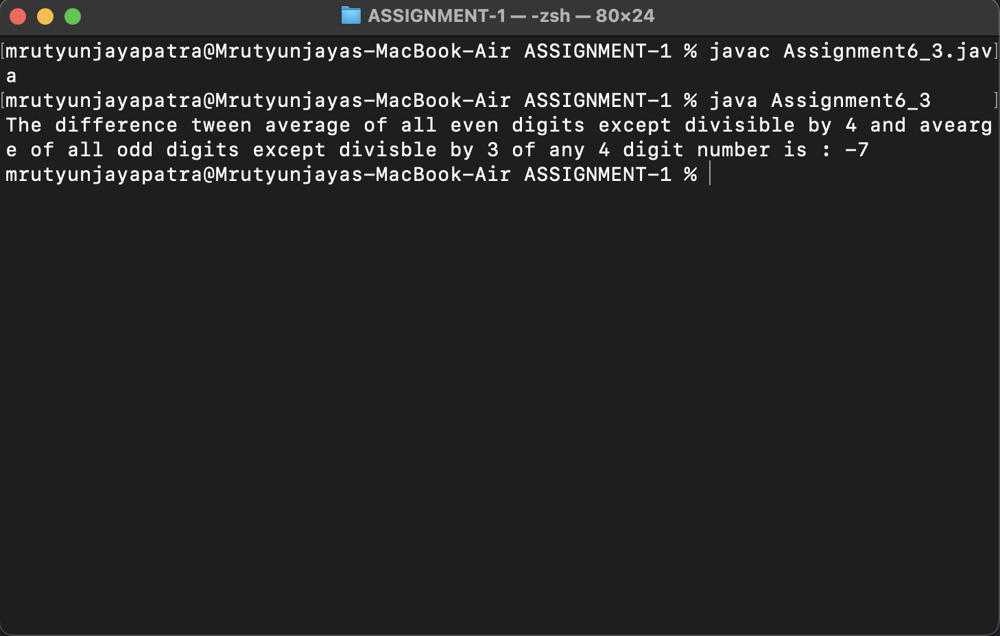 ASSIGNMENT-1 — -zsh — 80×24
[mrutyunjayapatra@Mrutyunjayas-MacBook-Air ASSIGNMENT-1 % javac Assignment6_3.jav]
a
[mrutyunjayapatra@Mrutyunjayas-MacBook-Air ASSIGNMENT-1 % java Assignment6_3 ]
The difference tween average of all even digits except divisible by 4 and avearg
e of all odd digits except divisble by 3 of any 4 digit number is : -7
mrutyunjayapatra@Mrutyunjayas-MacBook-Air ASSIGNMENT-1 %